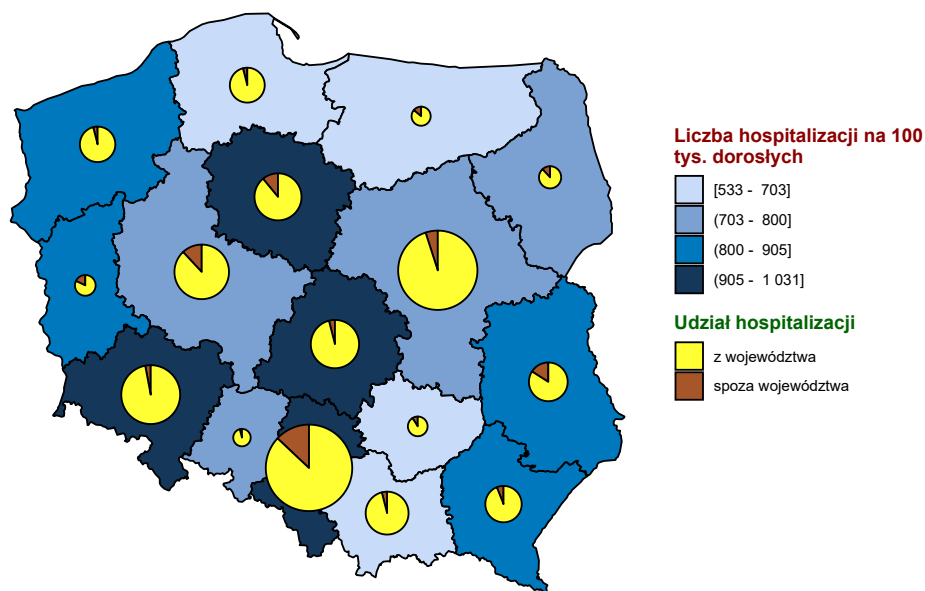 Liczba hospitalizacji na 100
tys. dorosłych
[533 - 703]
(703 - 800]
(800 - 905]
(905 - 1 031]
Udział hospitalizacji
z województwa
spoza województwa